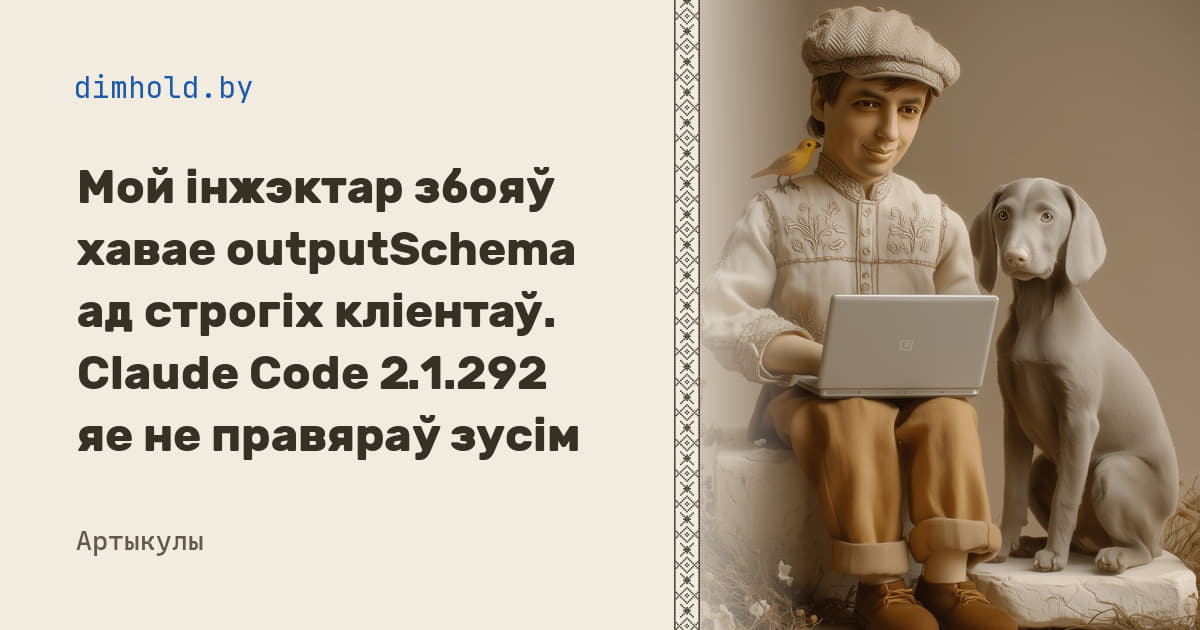 dimhold.by
Мой інжэктар збояў
хавае outputSchema
ад строгіх кліентаў.
Claude Code 2.1.292
яе не правяраў зусім
Артыкулы